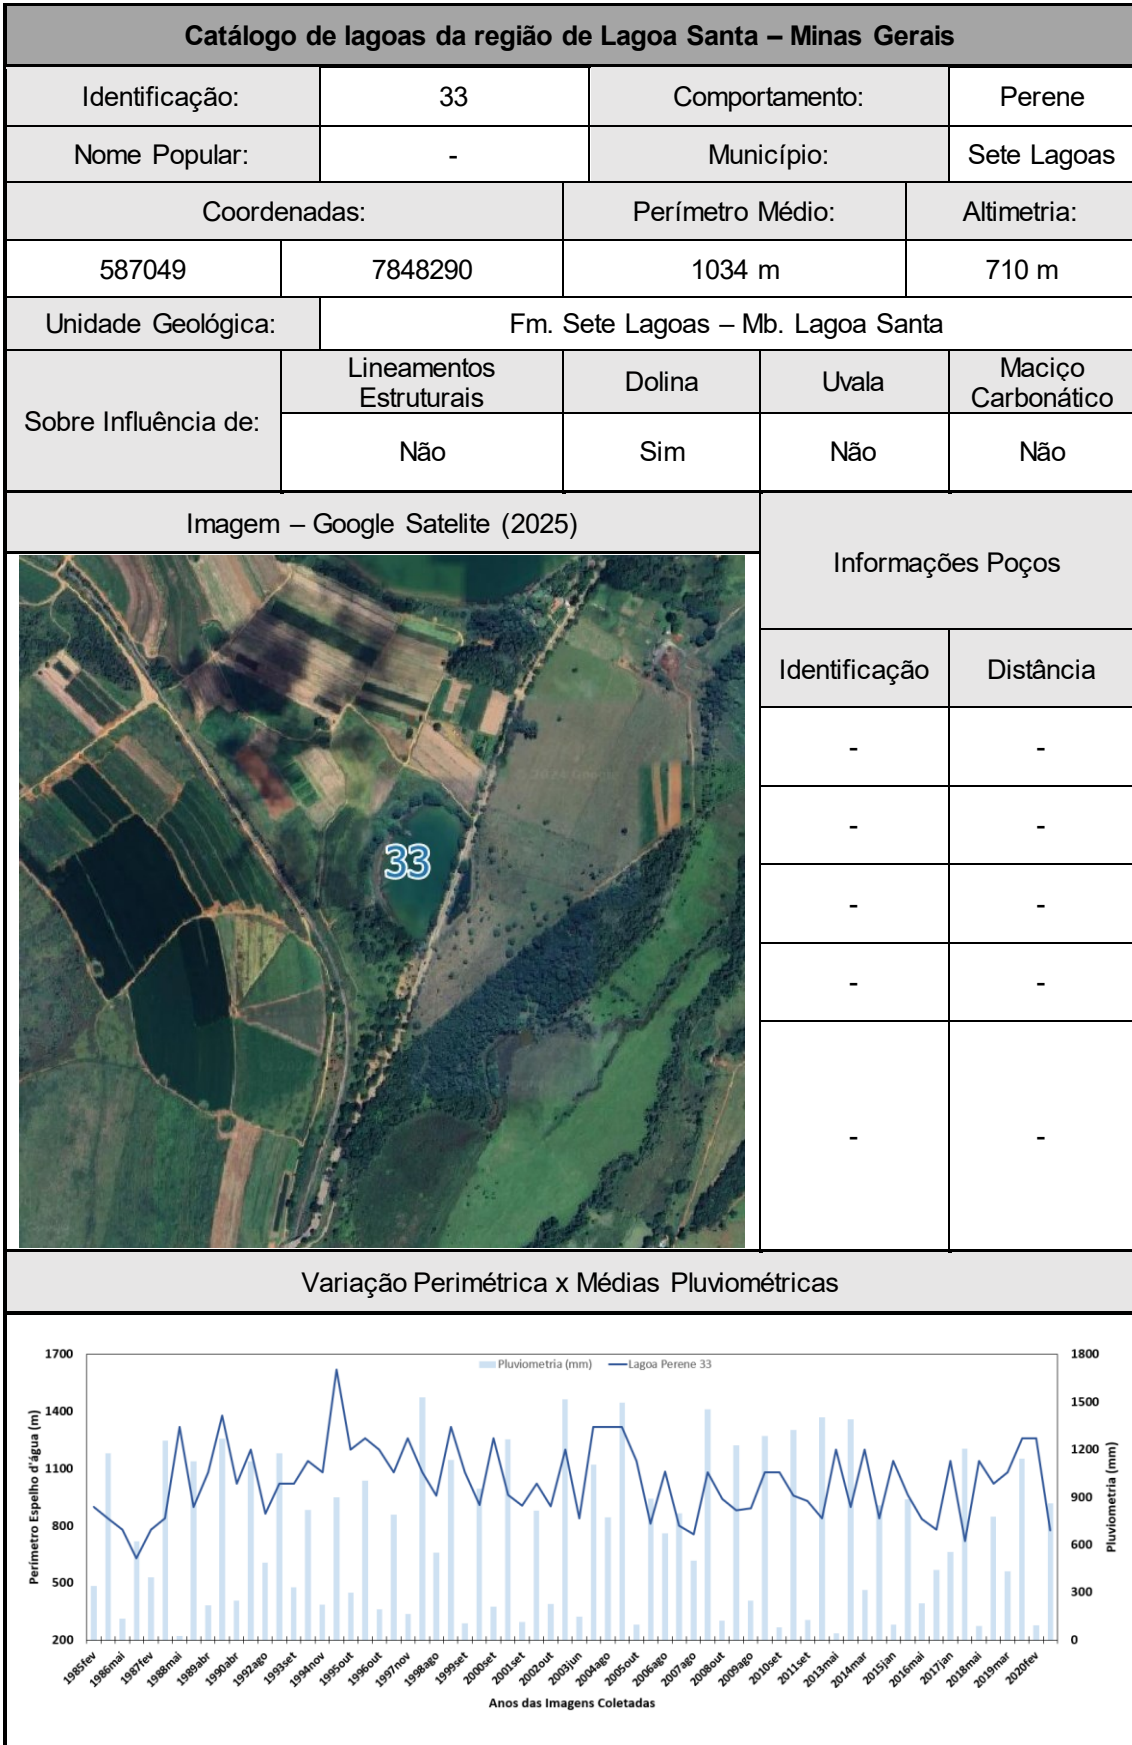 Catálogo de lagoas da região de Lagoa Santa – Minas Gerais
Identificação: 33 Comportamento: Perene
Nome Popular: - Município: Sete Lagoas
Coordenadas: Perímetro Médio: Altimetria:
587049 7848290 1034 m 710 m
Unidade Geológica: Fm. Sete Lagoas – Mb. Lagoa Santa
Sobre Influência de:
Lineamentos Estruturais Dolina Uvala Maciço Carbonático
Não Sim Não Não
Imagem – Google Satelite (2025)
Informações Poços
Identificação Distância
- -
- -
- -
- -
- -
© 2024 Google
33
Variação Perimétrica x Médias Pluviométricas
Pluviometria (mm) Lagoa Perene 33
Perímetro Espelho d'água (m)
1700
1400
1100
800
500
200
1800
1500
1200
900
600
300
0
Pluviometria (mm)
1985fev 1986mai 1987fev 1988mai 1989abr 1990abr 1992ago 1993set 1994nov 1995out 1996out 1997nov 1998ago 1999set 2000set 2001set 2002out 2003jun 2004ago 2005out 2006ago 2007ago 2008out 2009ago 2010set 2011set 2013mai 2014mar 2015jan 2016mai 2017jan 2018mai 2019mar 2020fev
Anos das Imagens Coletadas